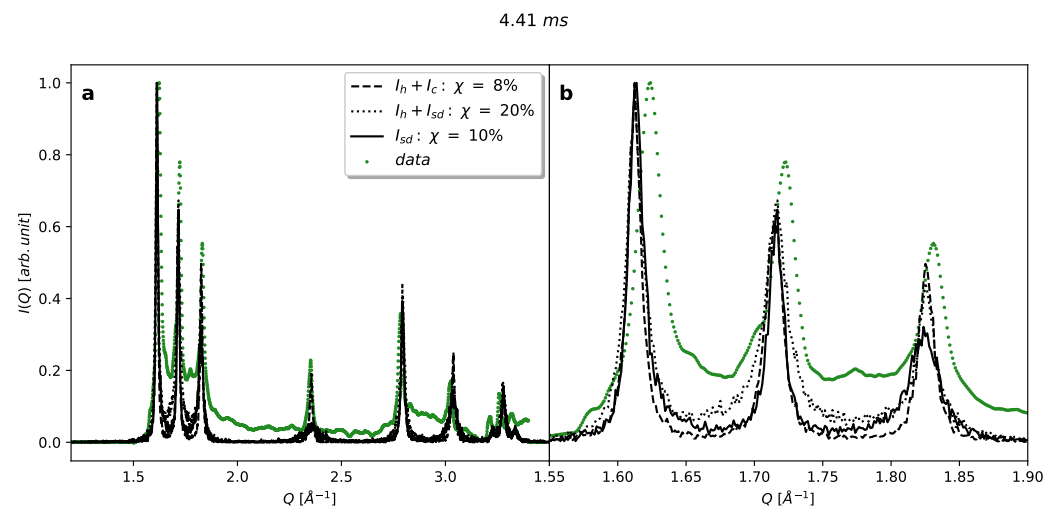 4.41 ms
a
I_h + I_c : χ = 8%
I_h + I_sd : χ = 20%
I_sd : χ = 10%
data
b
I(Q) [arb. unit]
1.0
0.8
0.6
0.4
0.2
0.0
1.5 2.0 2.5 3.0
Q [Å⁻¹]
1.55 1.60 1.65 1.70 1.75 1.80 1.85 1.90
Q [Å⁻¹]